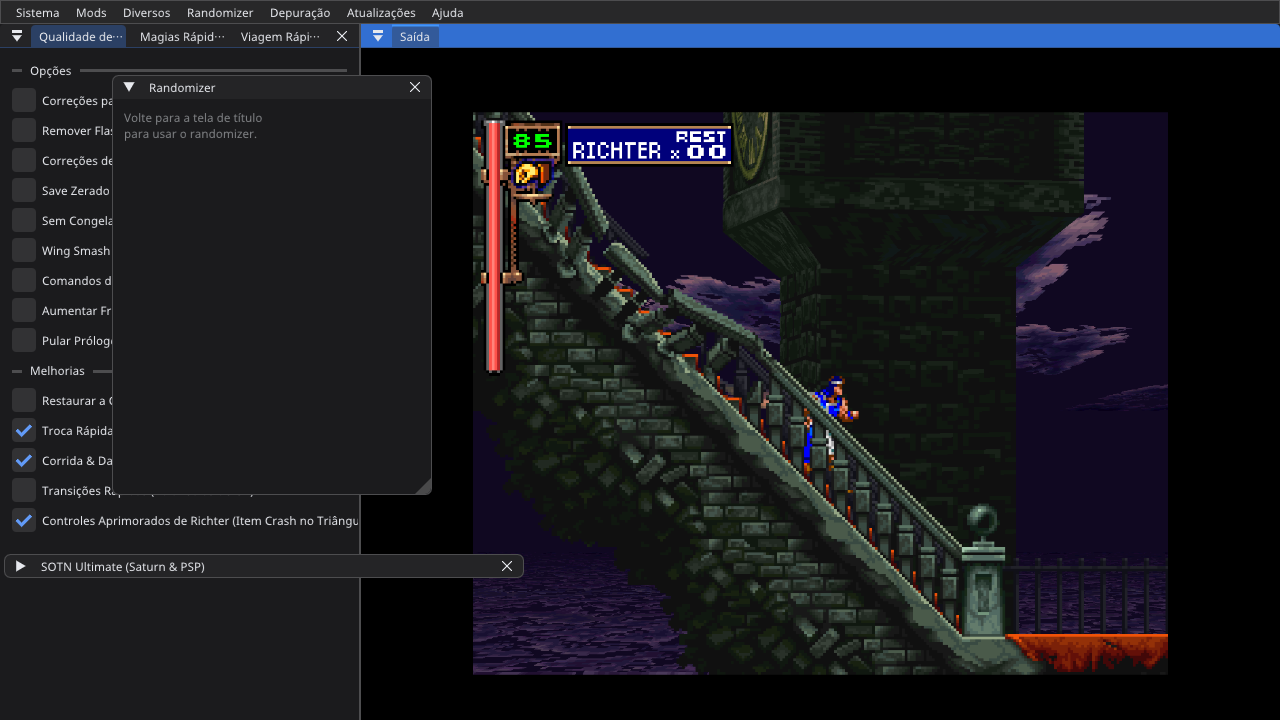 Sistema Mods Diversos Randomizer Depuração Atualizações Ajuda
Qualidade de··· Magias Rápid··· Viagem Rápi··· Saída
Opções
Randomizer
Volte para a tela de título
para usar o randomizer.
Correções pa
Remover Flas
Correções de
Save Zerado
Sem Congela
Wing Smash
Comandos d
Aumentar Fr
Pular Prólogo
Melhorias
Restaurar a
Troca Rápida
Corrida & Da
Transições
Controles Aprimorados de Richter (Item Crash no Triângu
SOTN Ultimate (Saturn & PSP)
85
REST
RICHTER x 00